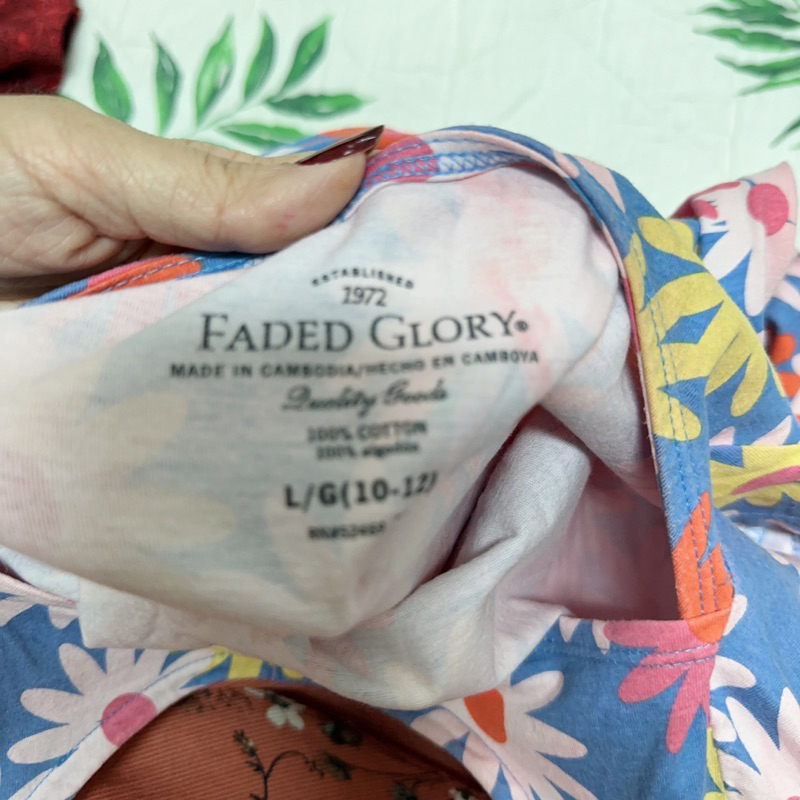 ESTABLISHED
1972
FADED GLORY®
MADE IN CAMBODIA/HECHO EN CAMBOYA
Quality Goods
100% COTTON
100% algodón
L/G(10-12)